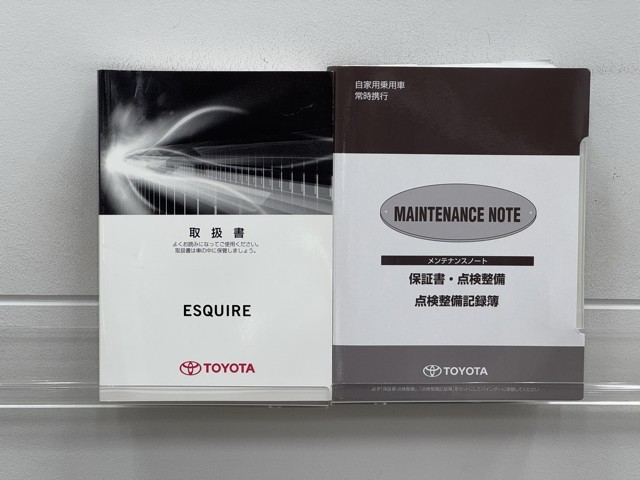 取扱書
よくお読みになってご使用ください。
取扱書は車の中に保管しましょう。
ESQUIRE
TOYOTA
自家用乗用車
常時携行
MAINTENANCE NOTE
メンテナンスノート
保証書・点検整備
点検整備記録簿
TOYOTA